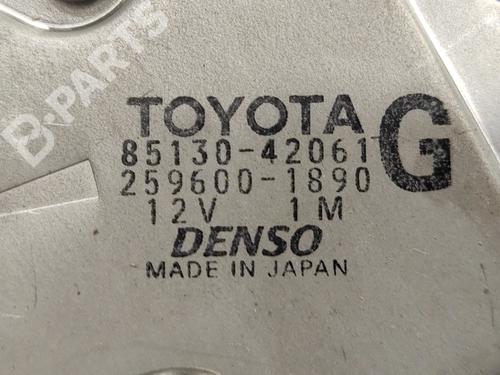 B-PARTS
TOYOTA
85130-42061
G
259600-1890
12V 1M
DENSO
MADE IN JAPAN